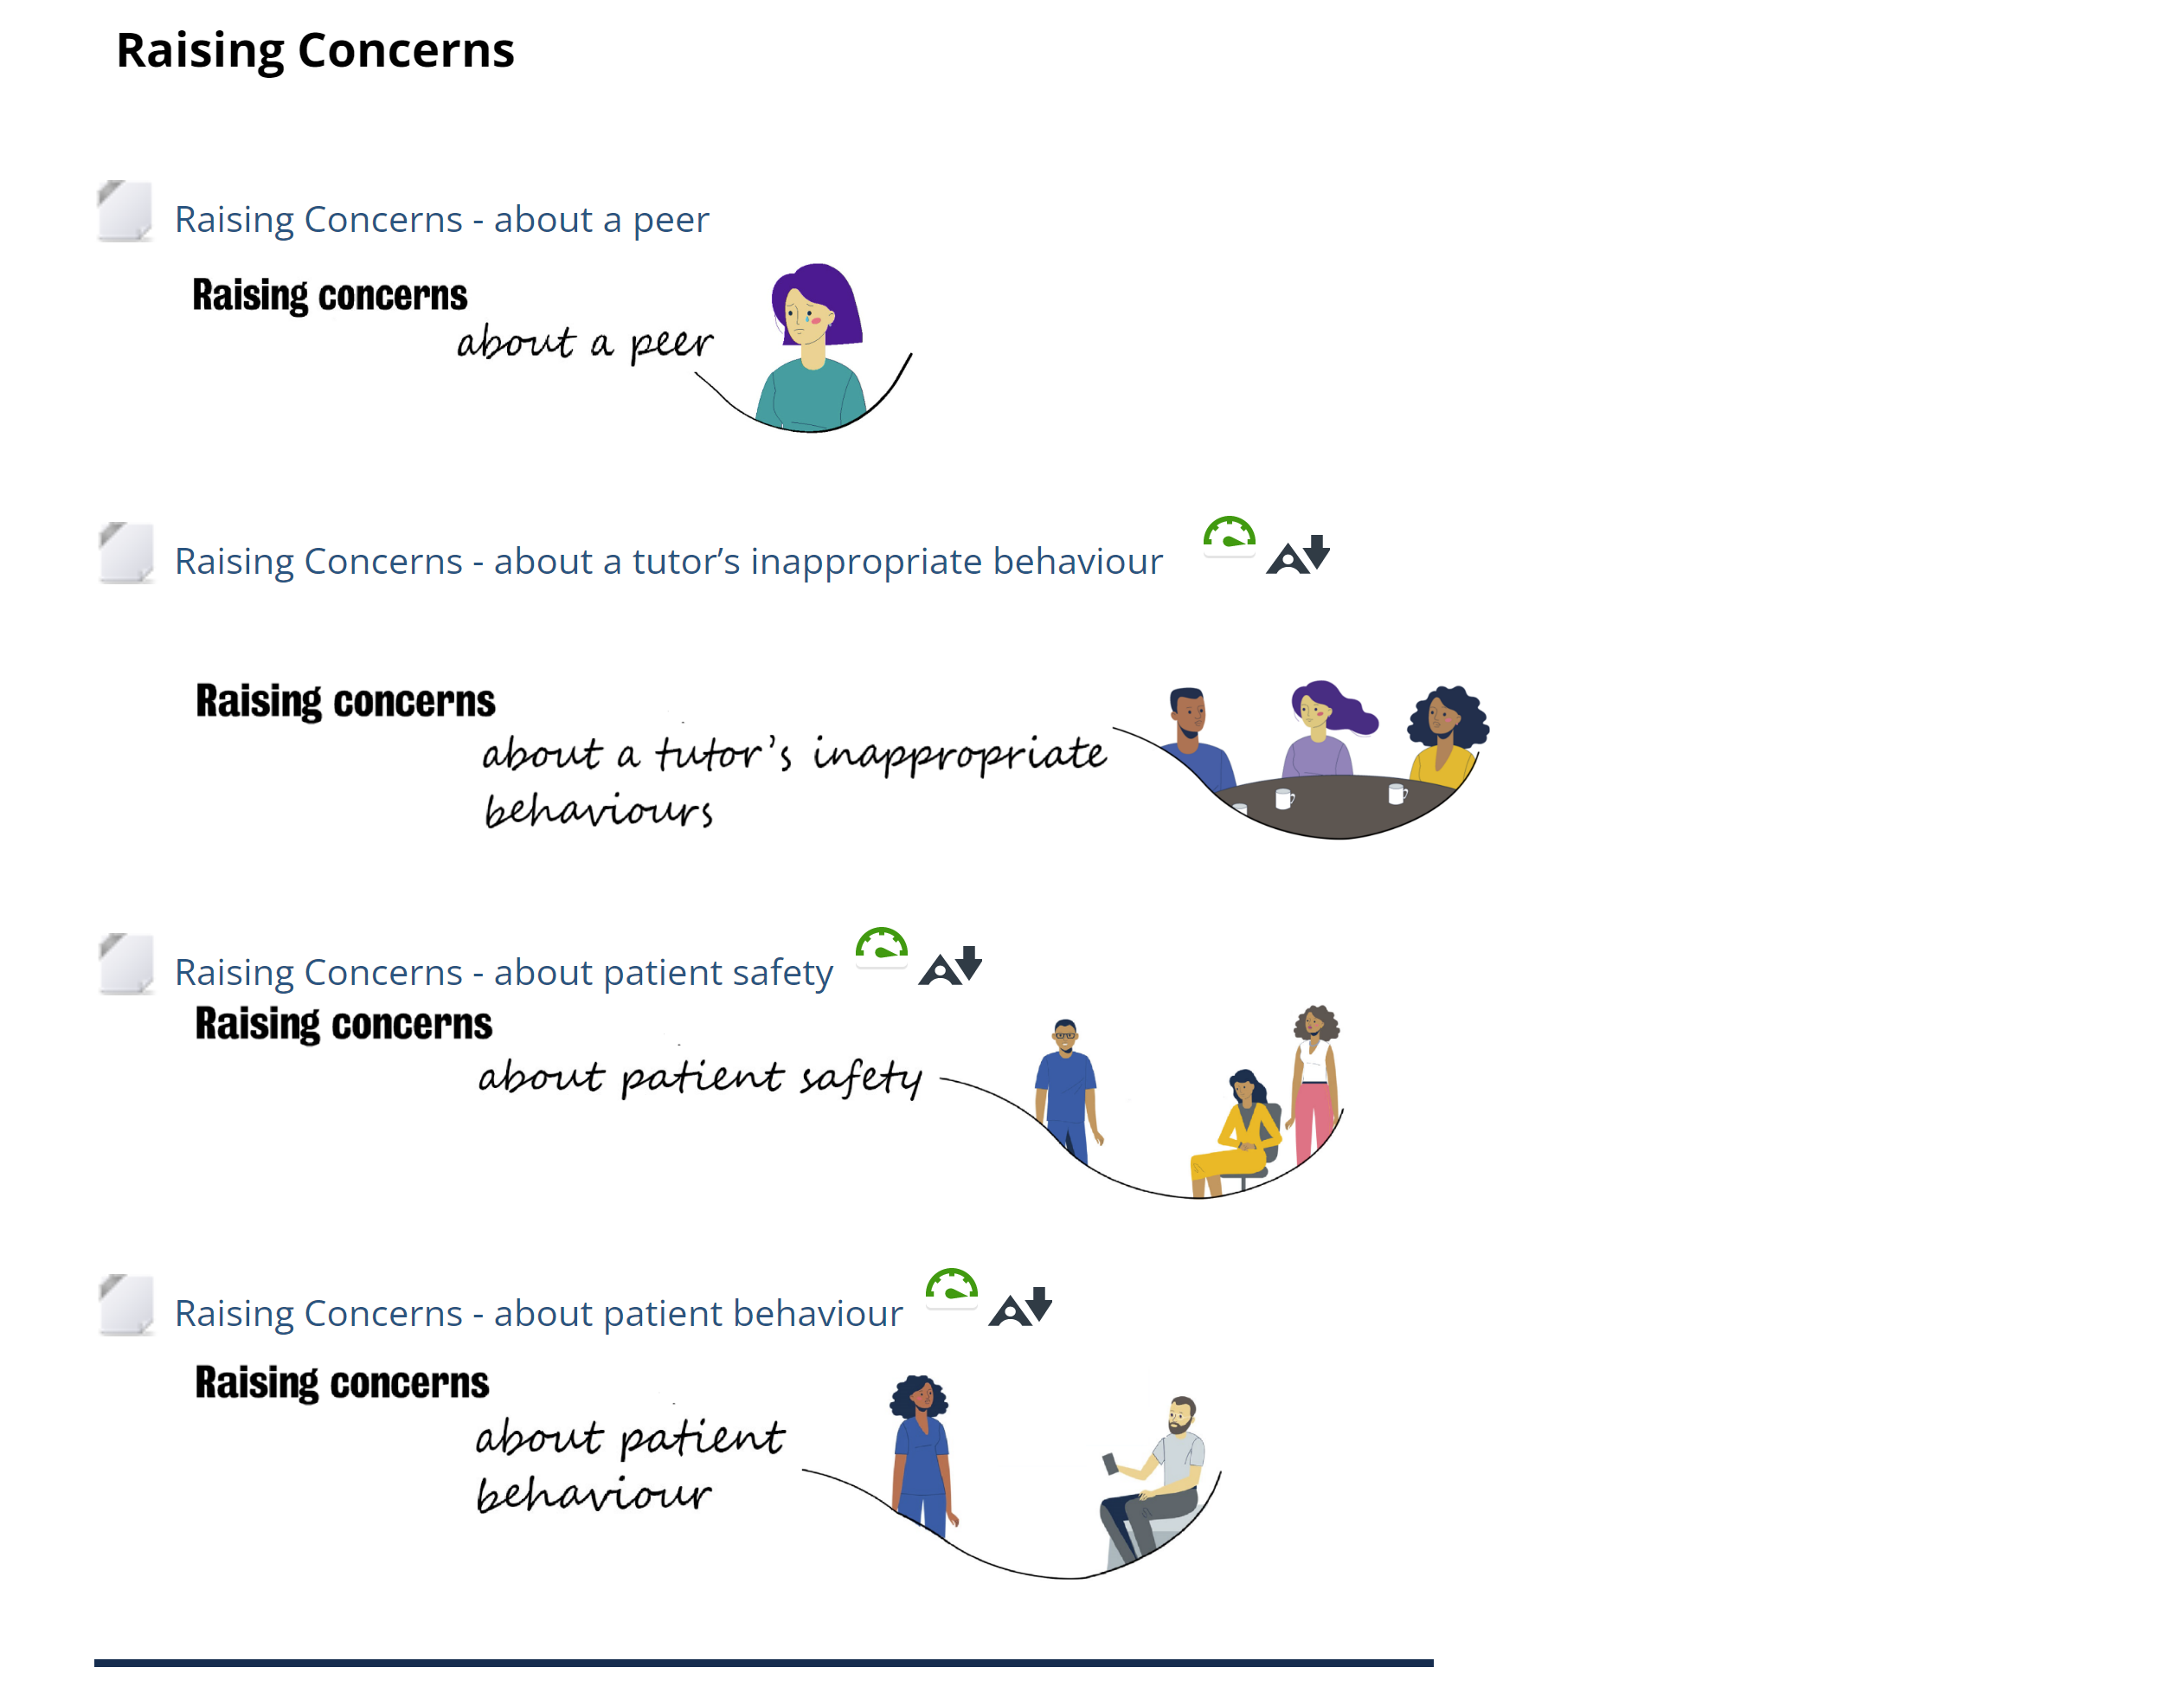 Raising Concerns
Raising Concerns - about a peer
Raising concerns
about a peer
Raising Concerns - about a tutor’s inappropriate behaviour
Raising concerns
about a tutor’s inappropriate
behaviours
Raising Concerns - about patient safety
Raising concerns
about patient safety
Raising Concerns - about patient behaviour
Raising concerns
about patient
behaviour